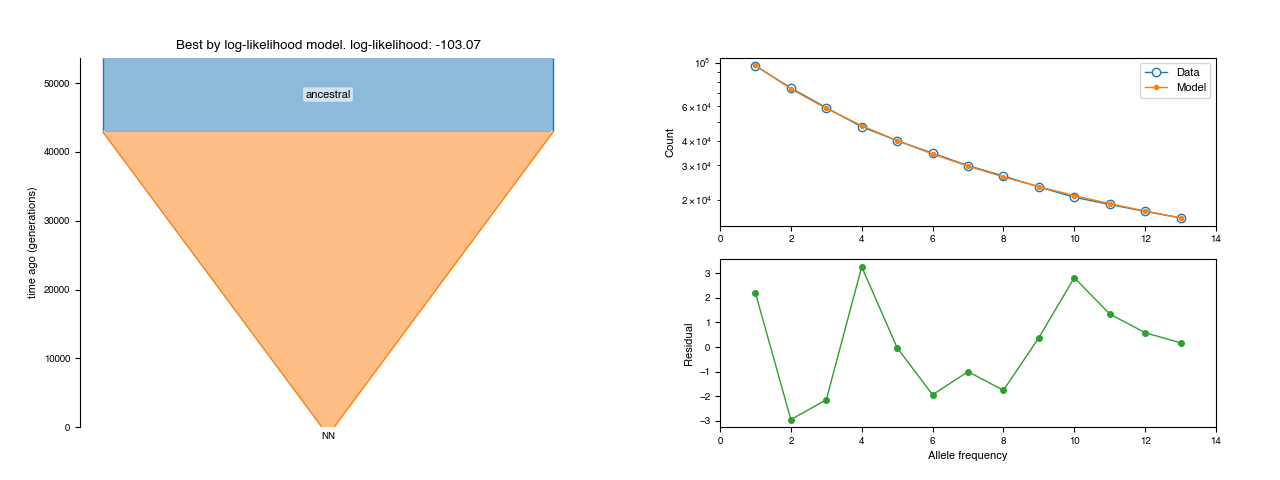 Best by log-likelihood model. log-likelihood: -103.07
time ago (generations)
50000
40000
30000
20000
10000
0
ancestral
NN
Count
10^5
6×10^4
4×10^4
3×10^4
2×10^4
Data
Model
0 2 4 6 8 10 12 14
Residual
3
2
1
0
−1
−2
−3
0 2 4 6 8 10 12 14
Allele frequency